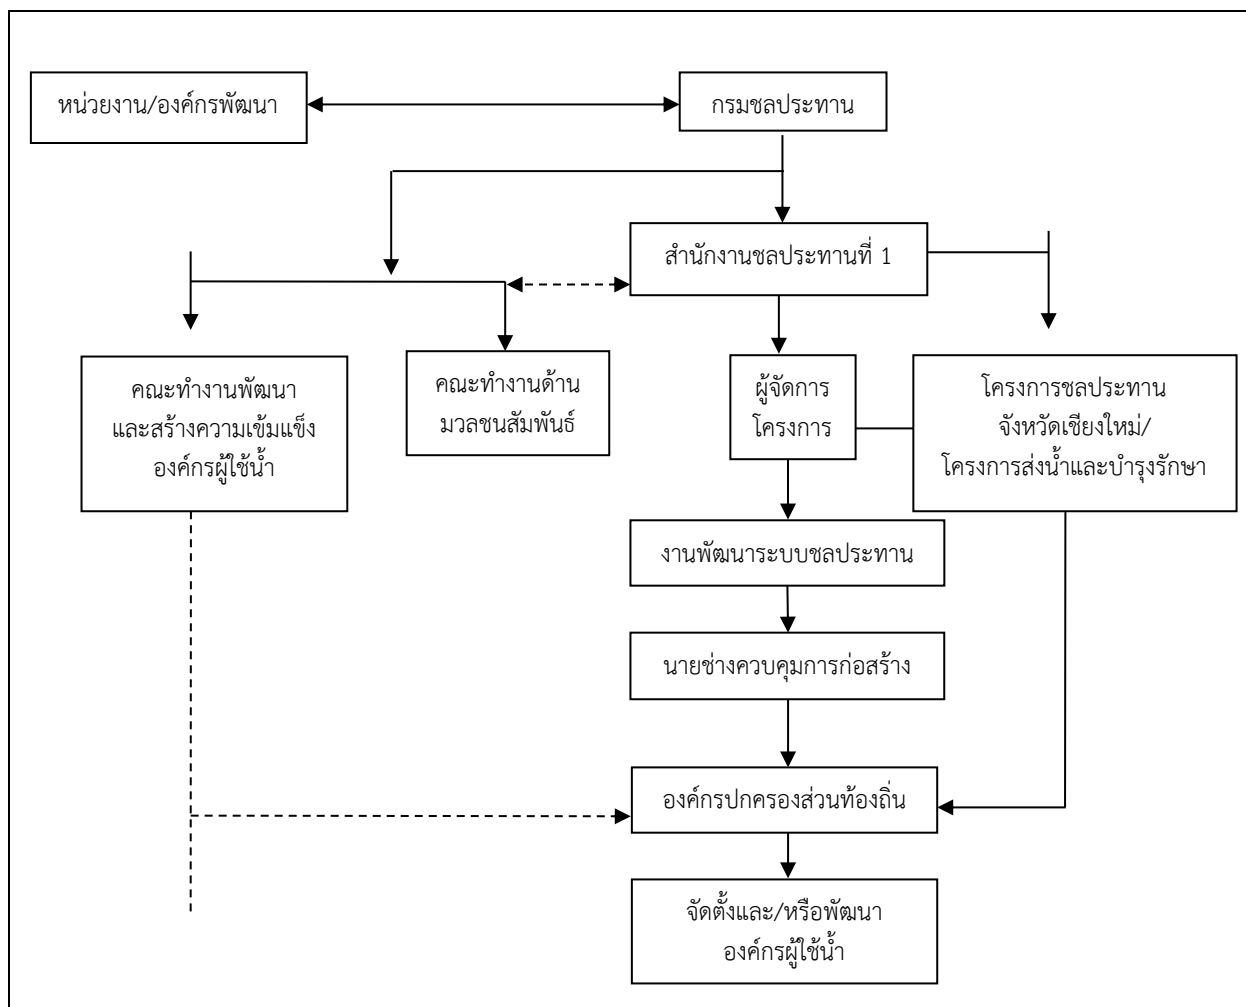 หน่วยงาน/องค์กรพัฒนา
กรมชลประทาน
สำนักงานชลประทานที่ 1
คณะทำงานพัฒนา
และสร้างความเข้มแข็ง
องค์กรผู้ใช้น้ำ
คณะทำงานด้าน
มวลชนสัมพันธ์
ผู้จัดการ
โครงการ
โครงการชลประทาน
จังหวัดเชียงใหม่/
โครงการส่งน้ำและบำรุงรักษา
งานพัฒนาระบบชลประทาน
นายช่างควบคุมการก่อสร้าง
องค์กรปกครองส่วนท้องถิ่น
จัดตั้งและ/หรือพัฒนา
องค์กรผู้ใช้น้ำ